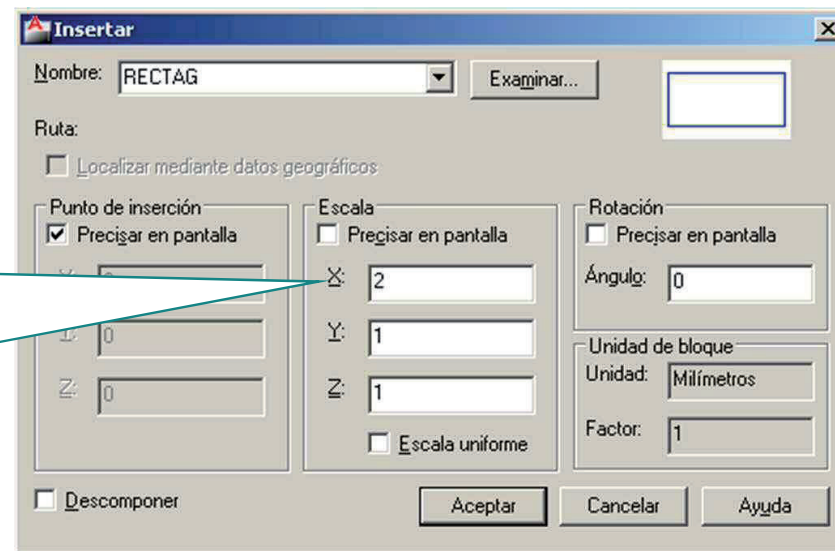 Insertar
Nombre: RECTAG Examinar...
Ruta:
Localizar mediante datos geográficos
Punto de inserción
Precisar en pantalla
Y: 0
Z: 0
Escala
Precisar en pantalla
X: 2
Y: 1
Z: 1
Escala uniforme
Rotación
Precisar en pantalla
Ángulo: 0
Unidad de bloque
Unidad: Milímetros
Factor: 1
Descomponer
Aceptar Cancelar Ayuda